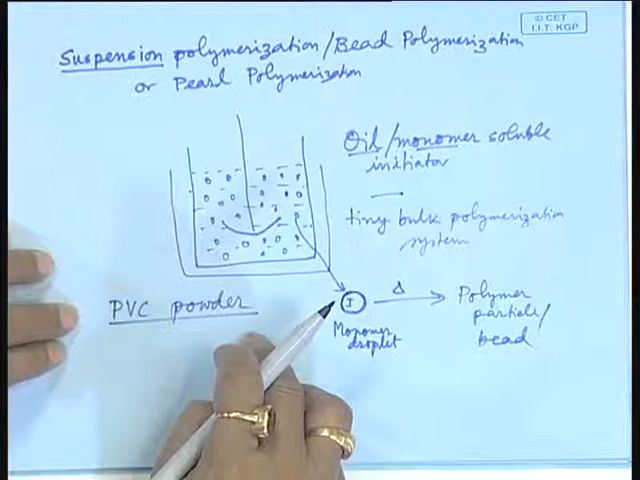 © CET
I.I.T. KGP
Suspension polymerization/Bead Polymerization
or Pearl Polymerization
Oil/monomer soluble
initiator
tiny bulk polymerization
system
I
Δ
Polymer
particle/
bead
Monomer
droplet
PVC powder